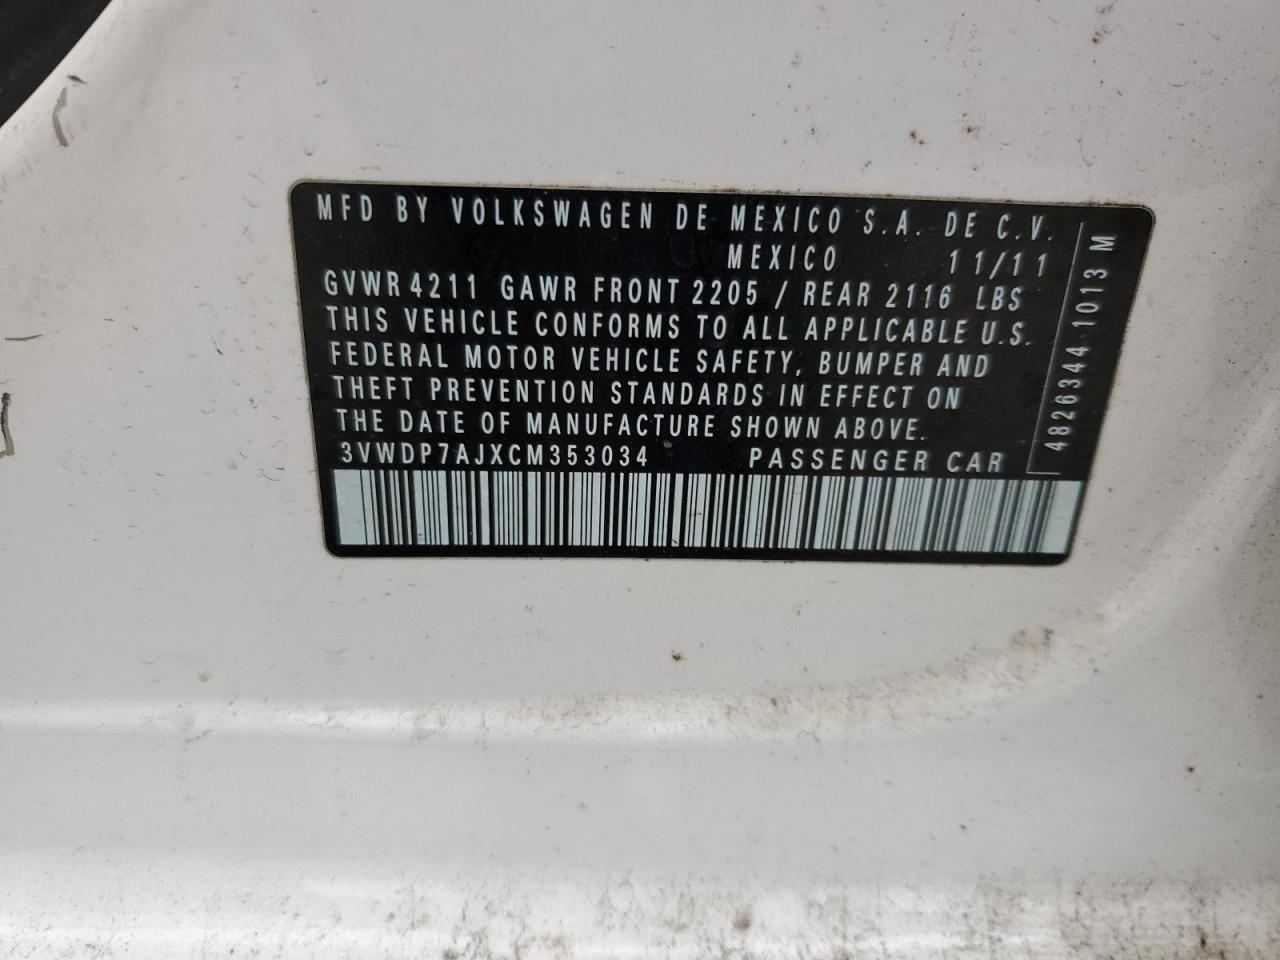 MFD BY VOLKSWAGEN DE MEXICO S.A. DE C.V.
MEXICO 11/11
GVWR 4211 GAWR FRONT 2205 / REAR 2116 LBS
THIS VEHICLE CONFORMS TO ALL APPLICABLE U.S.
FEDERAL MOTOR VEHICLE SAFETY, BUMPER AND
THEFT PREVENTION STANDARDS IN EFFECT ON
THE DATE OF MANUFACTURE SHOWN ABOVE.
3VWDP7AJXCM353034 PASSENGER CAR
4826344 1013 M